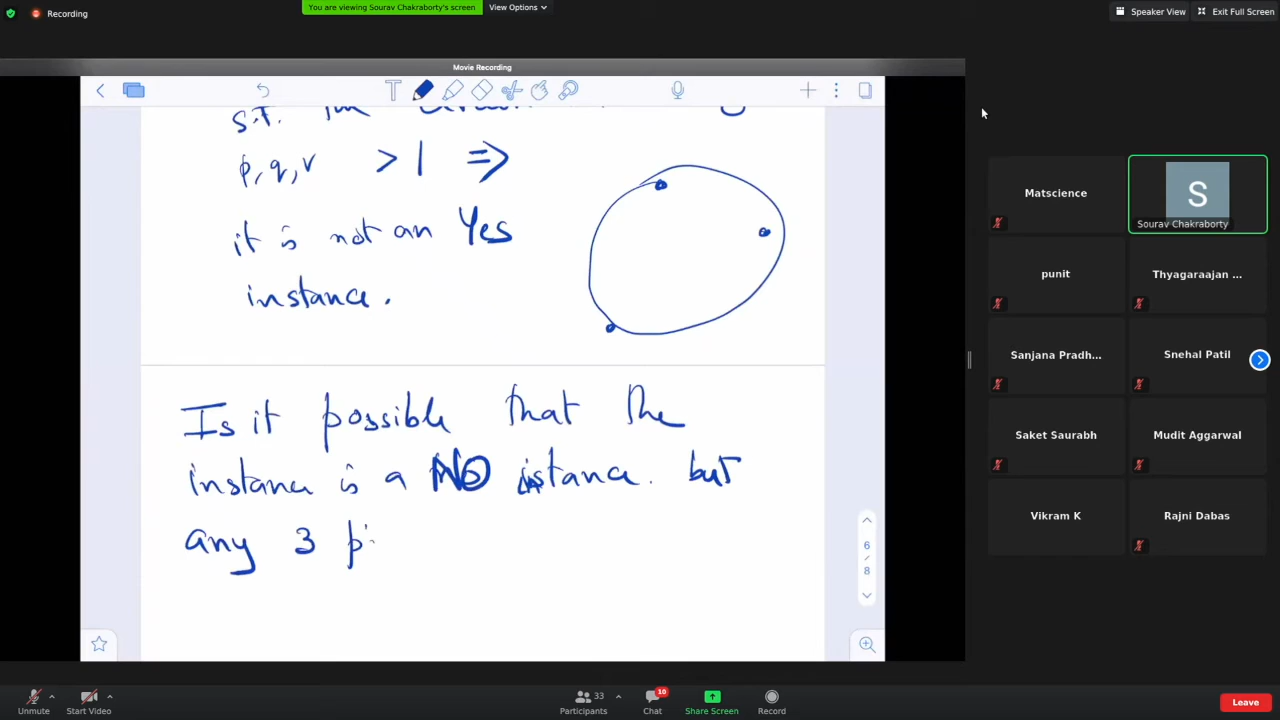 Recording
You are viewing Sourav Chakraborty's screen
View Options
Speaker View
Exit Full Screen
Movie Recording
s.t. the
p, q, r > 1 ⇒
it is not an Yes
instance.
Is it possible that the
instance is a NO instance. but
any 3 p
6
/
8
Matscience
S
Sourav Chakraborty
punit
Thyagaraajan ...
Sanjana Pradh...
Snehal Patil
Saket Saurabh
Mudit Aggarwal
Vikram K
Rajni Dabas
Unmute
Start Video
33
Participants
10
Chat
Share Screen
Record
Leave